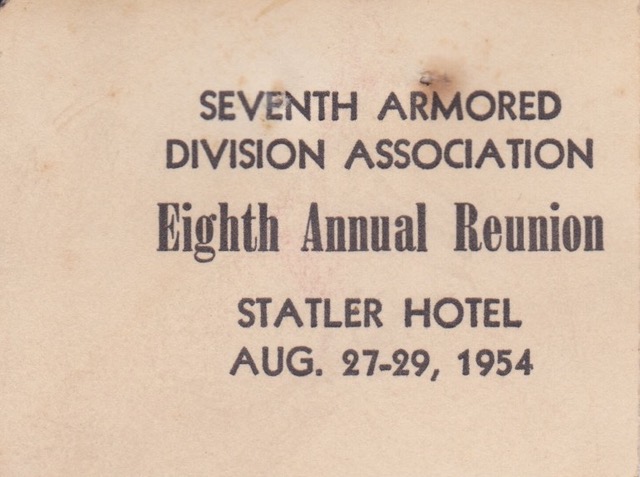 SEVENTH ARMORED
DIVISION ASSOCIATION
Eighth Annual Reunion
STATLER HOTEL
AUG. 27-29, 1954